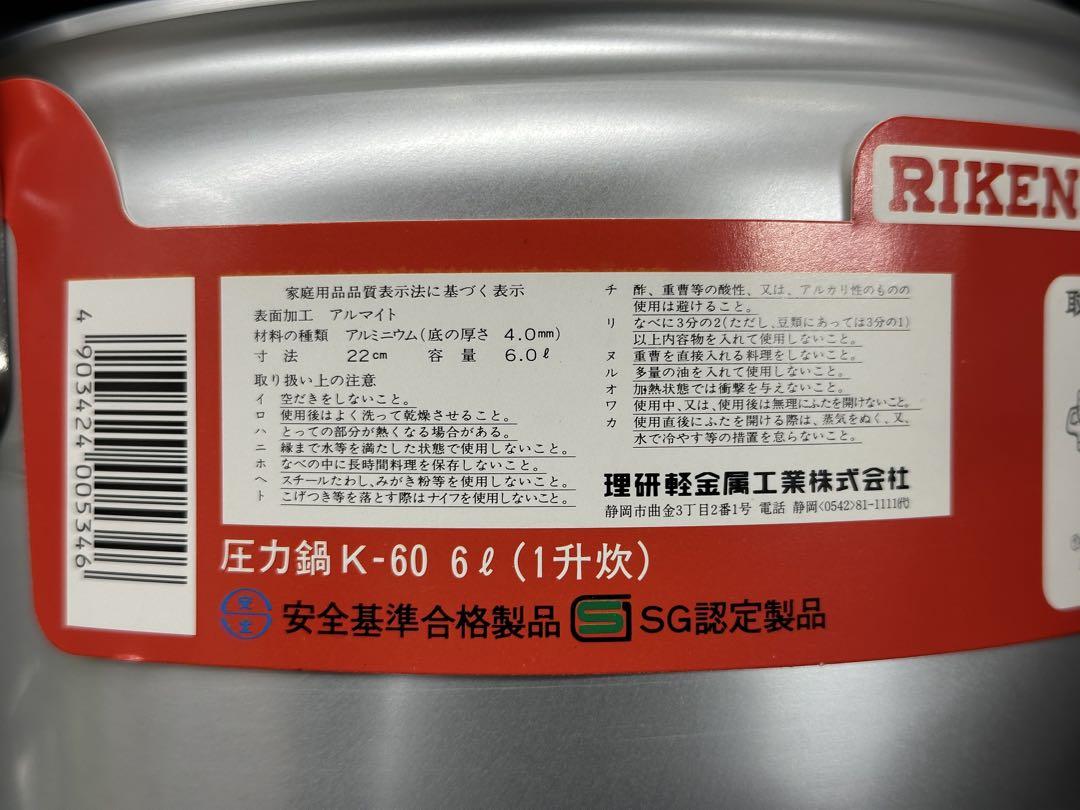 RIKEN
4 903424 005346
家庭用品品質表示法に基づく表示
表面加工 アルマイト
材料の種類 アルミニウム(底の厚さ 4.0mm)
寸法 22cm 容量 6.0ℓ
取り扱い上の注意
イ 空だきをしないこと。
ロ 使用後はよく洗って乾燥させること。
ハ とっての部分が熱くなる場合がある。
ニ 縁まで水等を満たした状態で使用しないこと。
ホ なべの中に長時間料理を保存しないこと。
ヘ スチールたわし、みがき粉等を使用しないこと。
ト こげつき等を落とす際はナイフを使用しないこと。
チ 酢、重曹等の酸性、又は、アルカリ性のものの
使用は避けること。
リ なべに3分の2(ただし、豆類にあっては3分の1)
以上内容物を入れて使用しないこと。
ヌ 重曹を直接入れる料理をしないこと。
ル 多量の油を入れて使用しないこと。
オ 加熱状態では衝撃を与えないこと。
ワ 使用中、又は、使用後は無理にふたを開けないこと。
カ 使用直後にふたを開ける際は、蒸気をぬく、又、
水で冷やす等の措置を怠らないこと。
理研軽金属工業株式会社
静岡市曲金3丁目2番1号 電話 静岡<0542>81-1111代
圧力鍋K-60 6ℓ(1升炊)
安全基準合格製品 SG認定製品
取